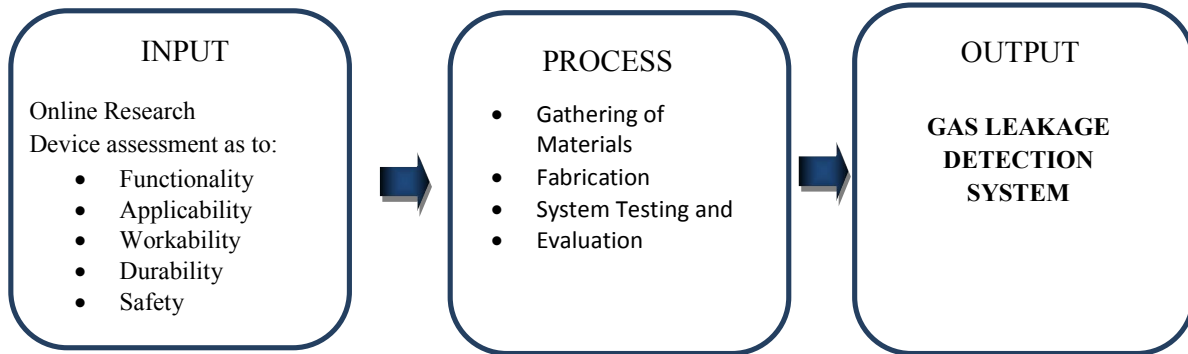 INPUT
Online Research
Device assessment as to:
• Functionality
• Applicability
• Workability
• Durability
• Safety
PROCESS
• Gathering of
Materials
• Fabrication
• System Testing and
• Evaluation
OUTPUT
GAS LEAKAGE
DETECTION
SYSTEM